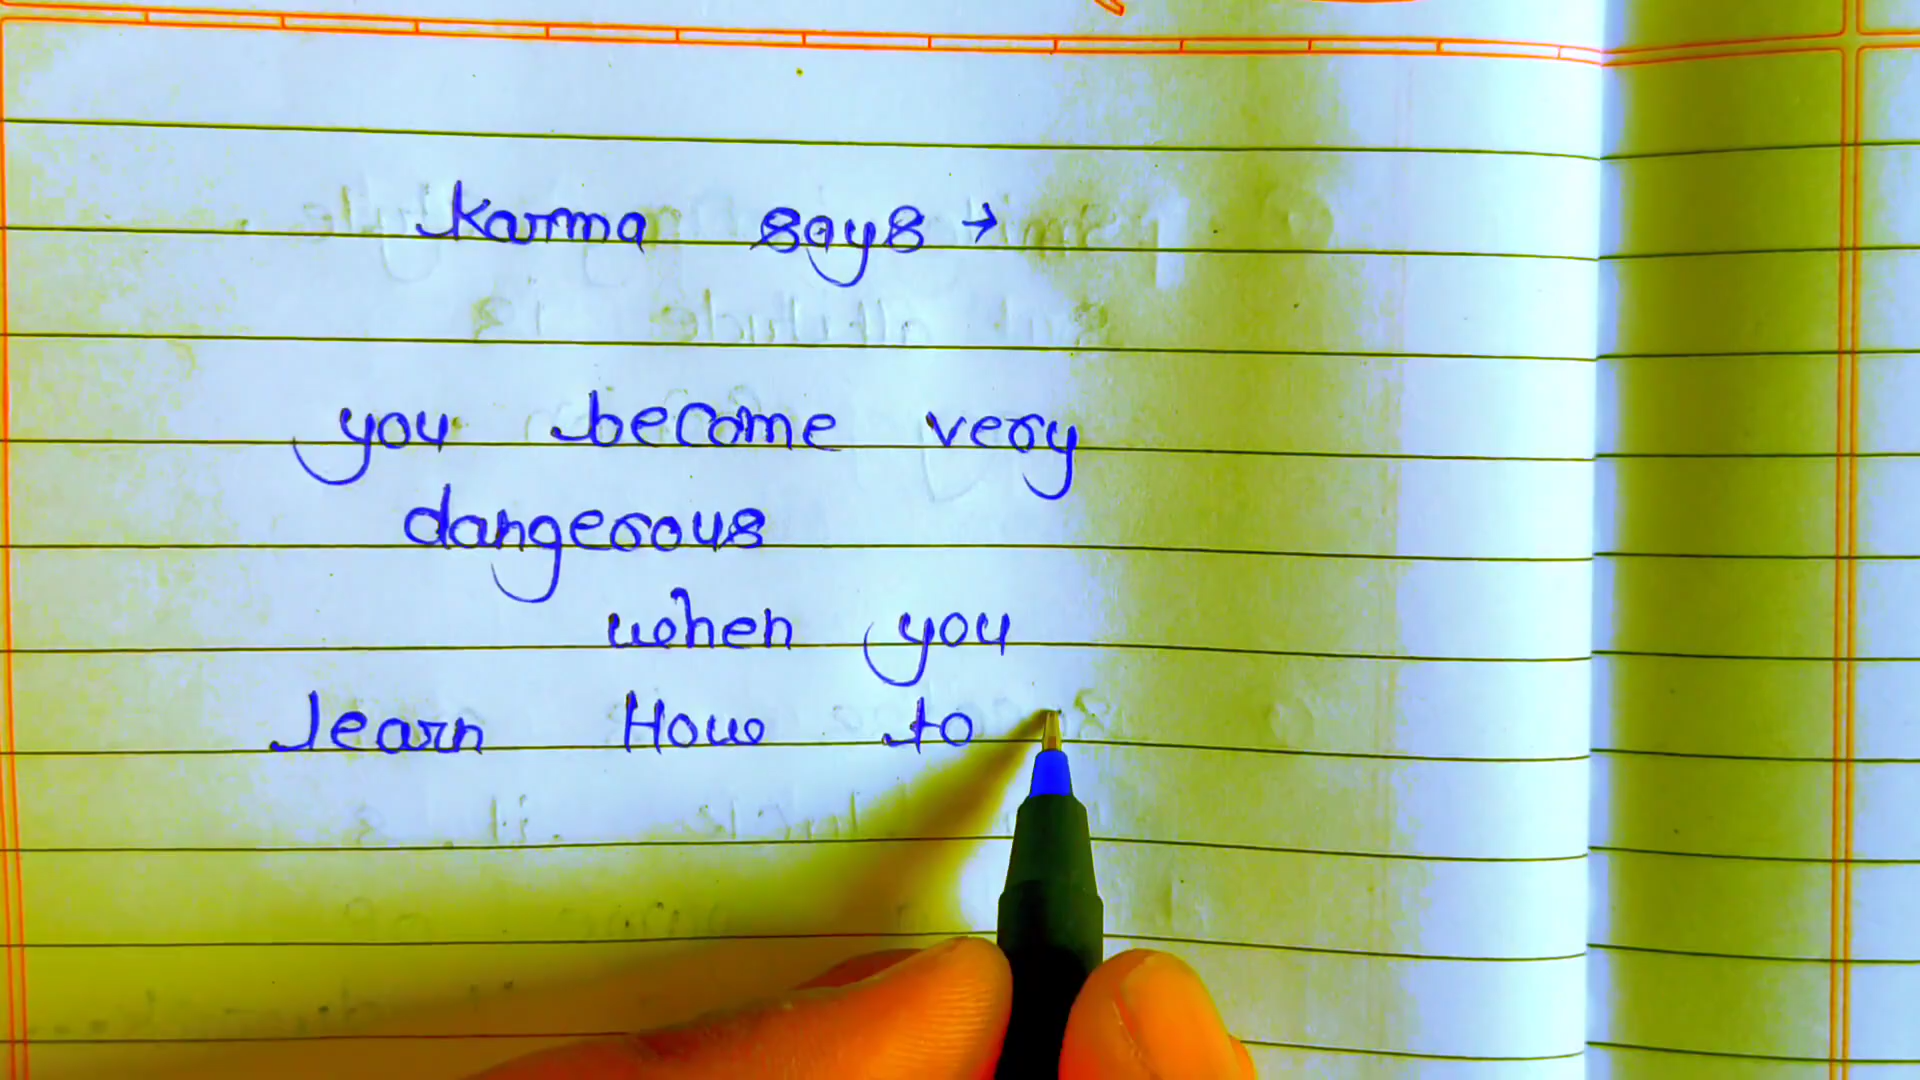 Karma says →
you become very
dangerous
when you
learn How to